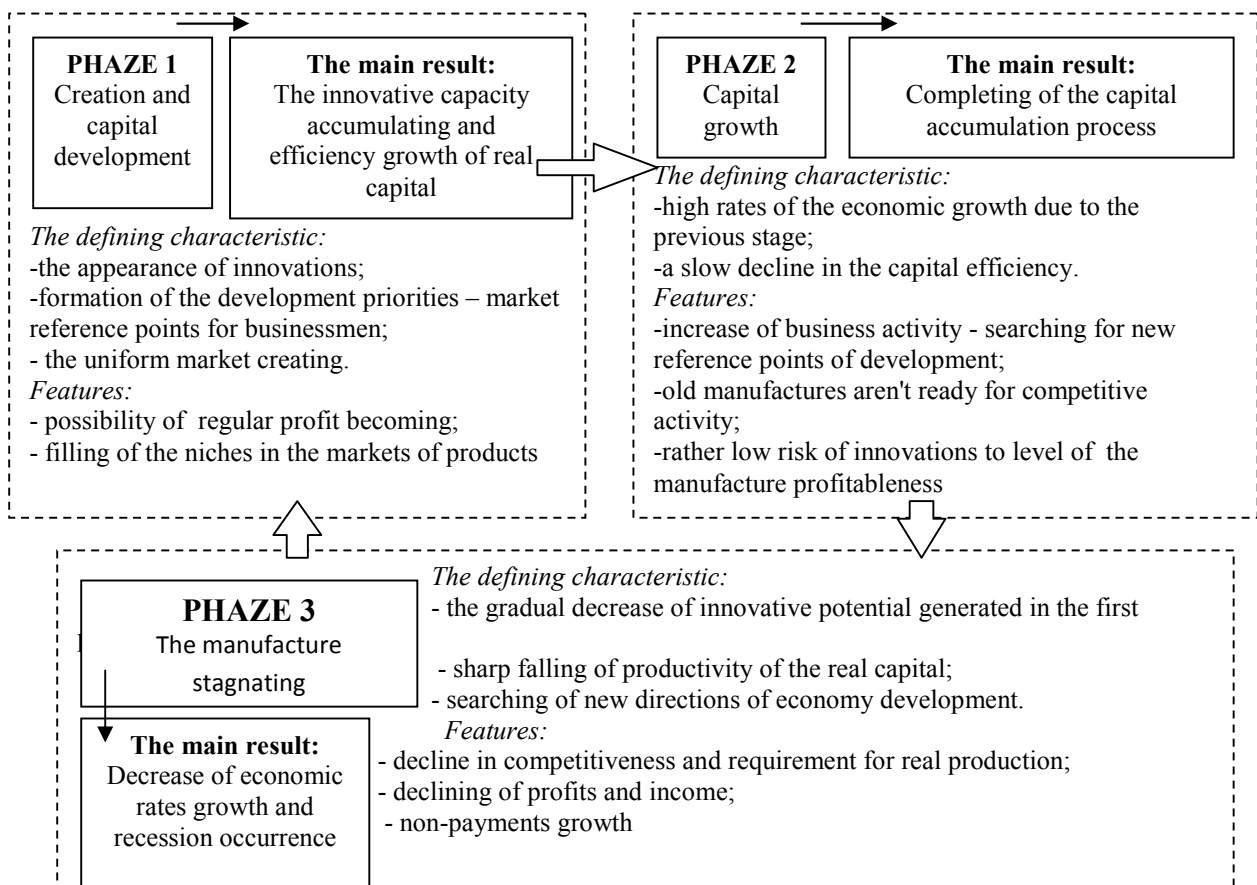 PHAZE 1
Creation and
capital
development
The main result:
The innovative capacity
accumulating and
efficiency growth of real
capital
The defining characteristic:
-the appearance of innovations;
-formation of the development priorities – market
reference points for businessmen;
- the uniform market creating.
Features:
- possibility of  regular profit becoming;
- filling of the niches in the markets of products
PHAZE 2
Capital
growth
The main result:
Completing of the capital
accumulation process
The defining characteristic:
-high rates of the economic growth due to the
previous stage;
-a slow decline in the capital efficiency.
Features:
-increase of business activity - searching for new
reference points of development;
-old manufactures aren't ready for competitive
activity;
-rather low risk of innovations to level of  the
manufacture profitableness
PHAZE 3
The manufacture
stagnating
The main result:
Decrease of economic
rates growth and
recession occurrence
The defining characteristic:
- the gradual decrease of innovative potential generated in the first
- sharp falling of productivity of the real capital;
- searching of new directions of economy development.
Features:
- decline in competitiveness and requirement for real production;
- declining of profits and income;
- non-payments growth